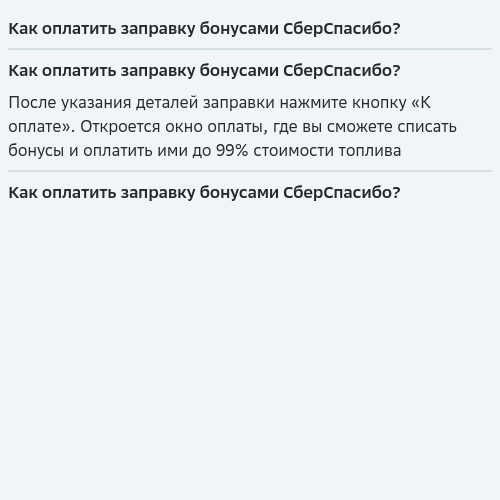 Как оплатить заправку бонусами СберСпасибо?
Как оплатить заправку бонусами СберСпасибо?
После указания деталей заправки нажмите кнопку «К
оплате». Откроется окно оплаты, где вы сможете списать
бонусы и оплатить ими до 99% стоимости топлива
Как оплатить заправку бонусами СберСпасибо?